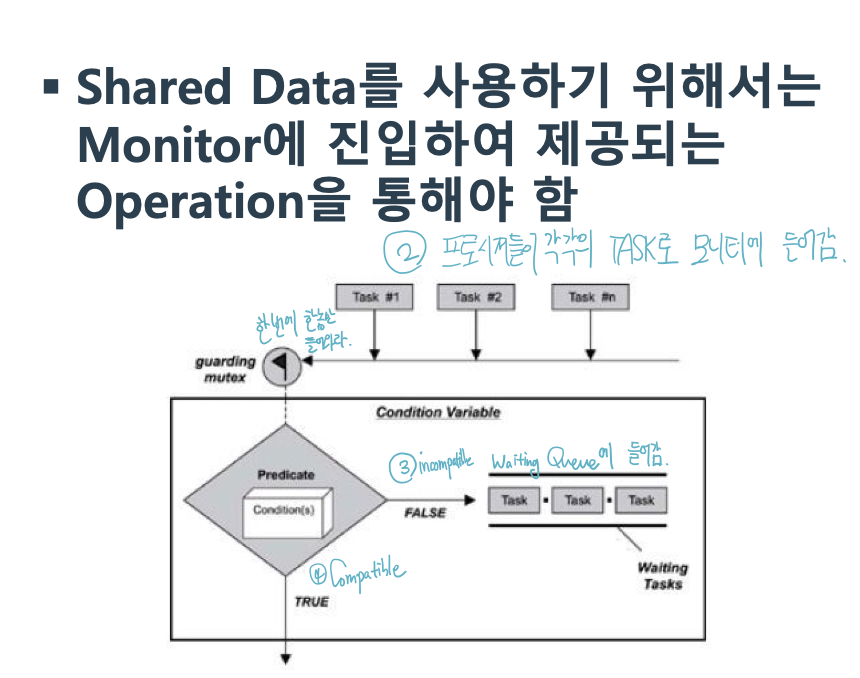 ▪ Shared Data를 사용하기 위해서는
Monitor에 진입하여 제공되는
Operation을 통해야 함
② 프로시저들이 각각의 TASK로 모니터에 들어감.
Task #1 Task #2 Task #n
한번에 한놈만
들어와라.
guarding
mutex
Condition Variable
③ incompatible Waiting Queue에 들어감.
Predicate
Condition(s)
FALSE
Task Task Task
Waiting
Tasks
④ Compatible
TRUE